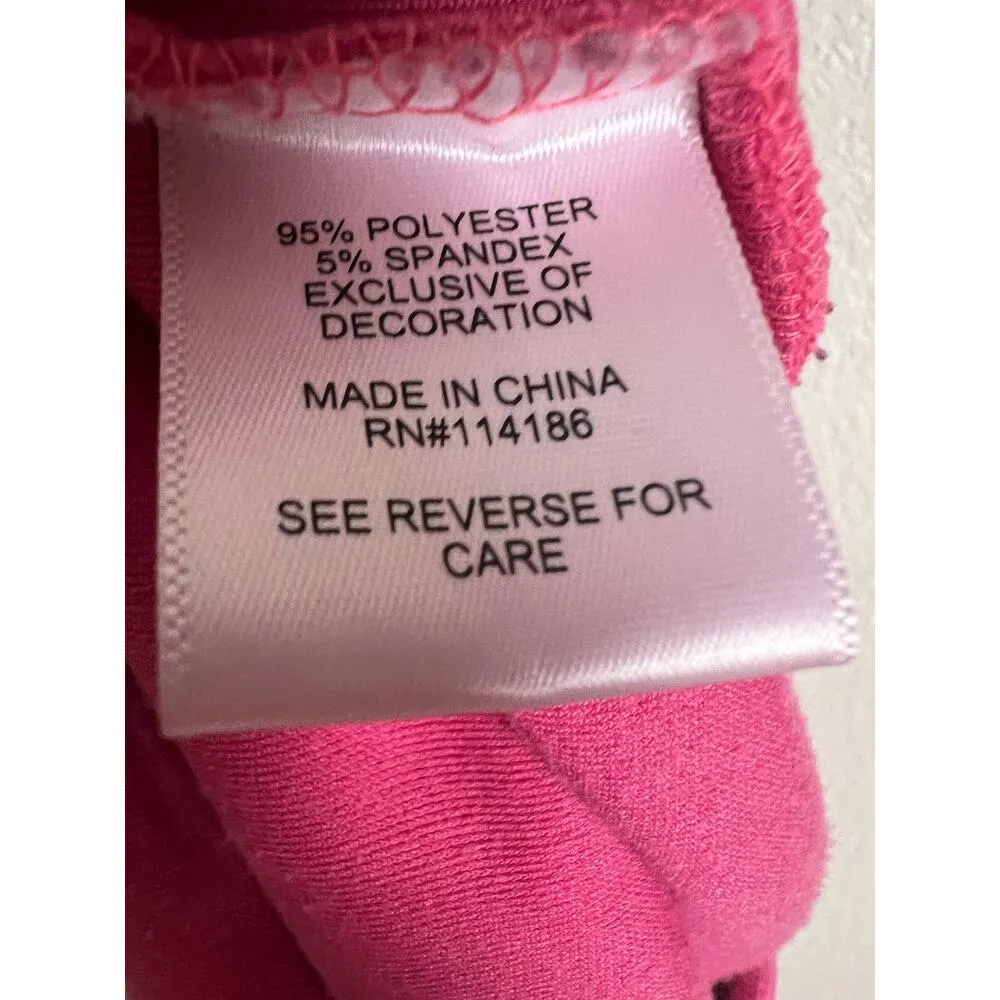 95% POLYESTER
5% SPANDEX
EXCLUSIVE OF
DECORATION
MADE IN CHINA
RN#114186
SEE REVERSE FOR
CARE